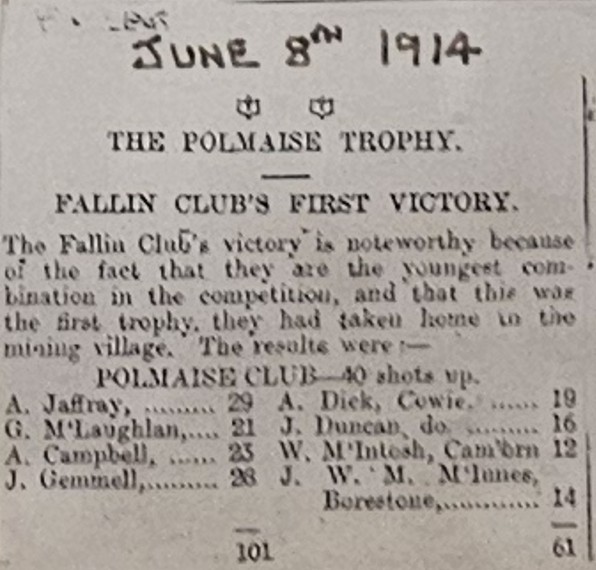 JUNE 8TH 1914
THE POLMAISE TROPHY.
FALLIN CLUB'S FIRST VICTORY.
The Fallin Club's victory is noteworthy because
of the fact that they are the youngest com-
bination in the competition, and that this was
the first trophy, they had taken home to the
mining village. The results were :—
POLMAISE CLUB—40 shots up.
A. Jaffray, ......... 29 A. Dick, Cowie. ...... 19
G. M'Laughlan,.... 21 J. Duncan, do. ......... 16
A. Campbell, ...... 23 W. M'Intosh, Cam'brn 12
J. Gemmell,......... 28 J. W. M. M'Innes,
Borestone,............ 14
101 61